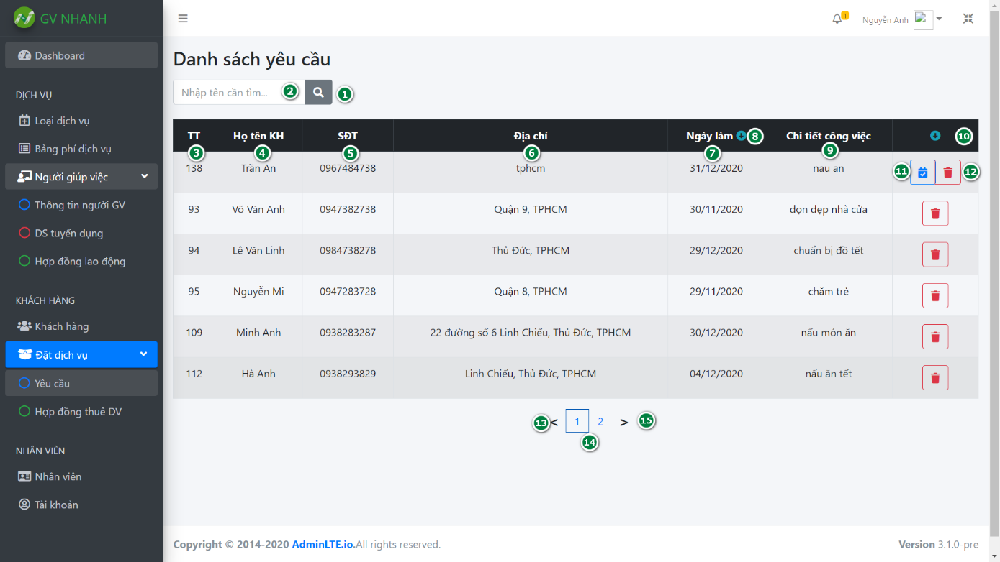 GV NHANH
1
Nguyễn Anh
Dashboard
DỊCH VỤ
Loại dịch vụ
Bảng phí dịch vụ
Người giúp việc
Thông tin người GV
DS tuyển dụng
Hợp đồng lao động
KHÁCH HÀNG
Khách hàng
Đặt dịch vụ
Yêu cầu
Hợp đồng thuê DV
NHÂN VIÊN
Nhân viên
Tài khoản
Danh sách yêu cầu
Nhập tên cần tìm... 2 1
TT Họ tên KH SĐT Địa chỉ Ngày làm 8 Chi tiết công việc 10
3 4 5 6 7 9
138 Trần An 0967484738 tphcm 31/12/2020 nau an 11 12
93 Võ Văn Anh 0947382738 Quận 9, TPHCM 30/11/2020 dọn dẹp nhà cửa
94 Lê Văn Linh 0984738278 Thủ Đức, TPHCM 29/12/2020 chuẩn bị đồ tết
95 Nguyễn Mi 0947283728 Quận 8, TPHCM 29/11/2020 chăm trẻ
109 Minh Anh 0938283287 22 đường số 6 Linh Chiểu, Thủ Đức, TPHCM 30/12/2020 nấu món ăn
112 Hà Anh 0938293829 Linh Chiểu, Thủ Đức, TPHCM 04/12/2020 nấu ăn tết
13 < 1 2 > 15
14
Copyright © 2014-2020 AdminLTE.io.All rights reserved. Version 3.1.0-pre